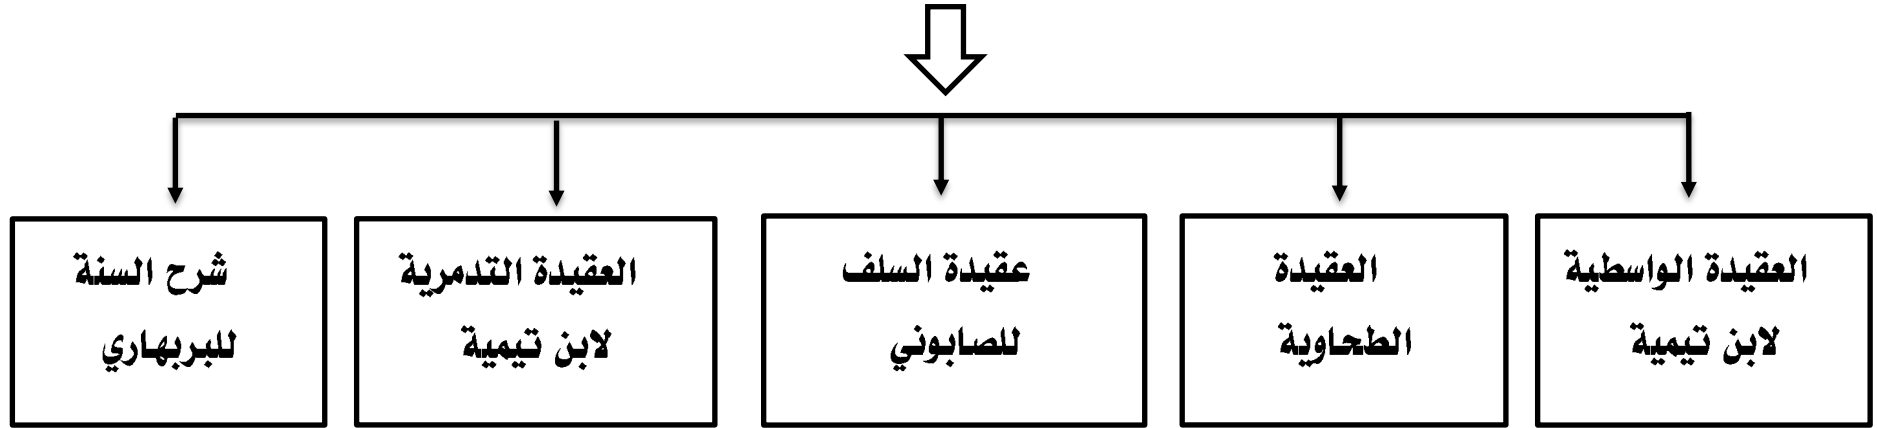 العقيدة الواسطية
لابن تيمية
العقيدة
الطحاوية
عقيدة السلف
للصابوني
العقيدة التدمرية
لابن تيمية
شرح السنة
للبربهاري